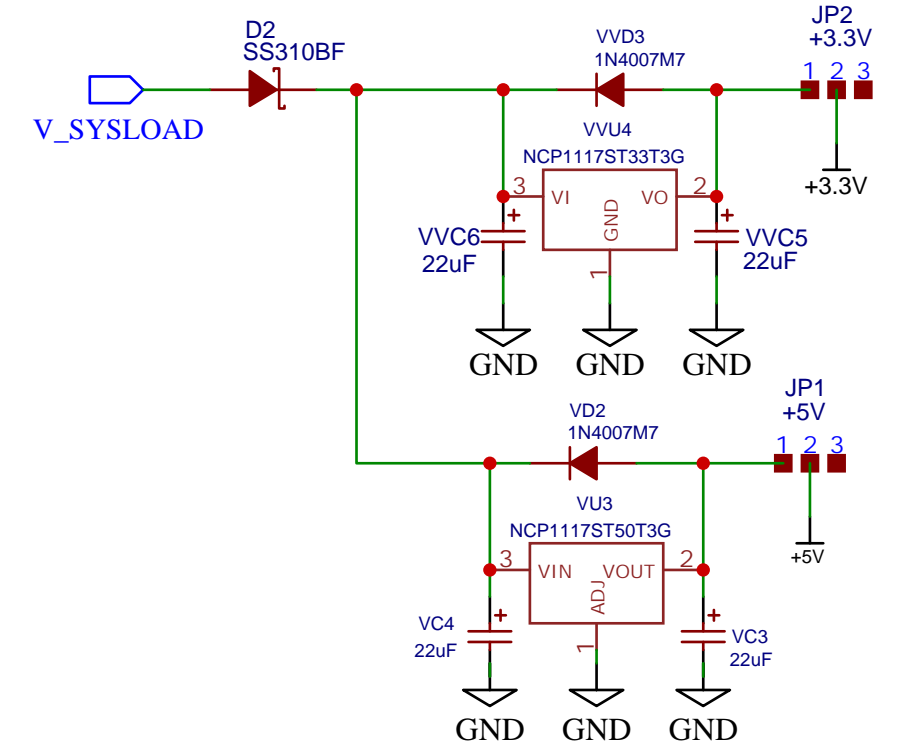 JP2
+3.3V
1 2 3
D2
SS310BF
VVD3
1N4007M7
V_SYSLOAD
VVU4
NCP1117ST33T3G
+3.3V
3 VI GND VO 2
1
+
+
VVC6
22uF
VVC5
22uF
GND
GND
GND
JP1
+5V
1 2 3
VD2
1N4007M7
VU3
NCP1117ST50T3G
+5V
3 VIN ADJ VOUT 2
1
+
+
VC4
22uF
VC3
22uF
GND
GND
GND